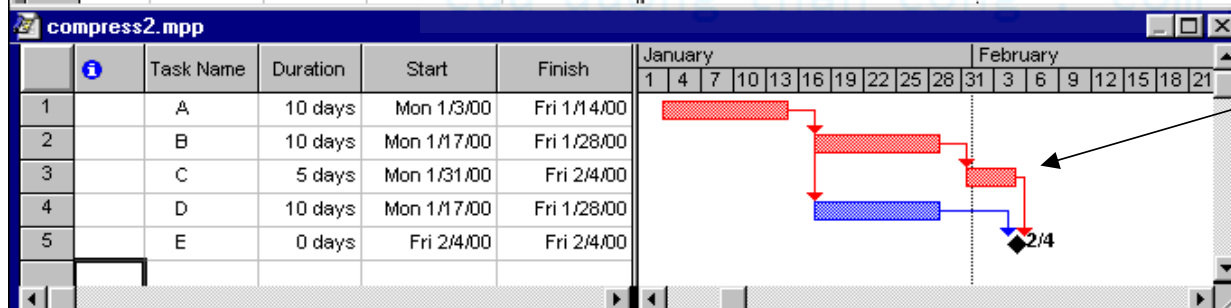 compress2.mpp
Task Name Duration Start Finish
January February
1 4 7 10 13 16 19 22 25 28 31 3 6 9 12 15 18 21
1 A 10 days Mon 1/3/00 Fri 1/14/00
2 B 10 days Mon 1/17/00 Fri 1/28/00
3 C 5 days Mon 1/31/00 Fri 2/4/00
4 D 10 days Mon 1/17/00 Fri 1/28/00
5 E 0 days Fri 2/4/00 Fri 2/4/00
2/4